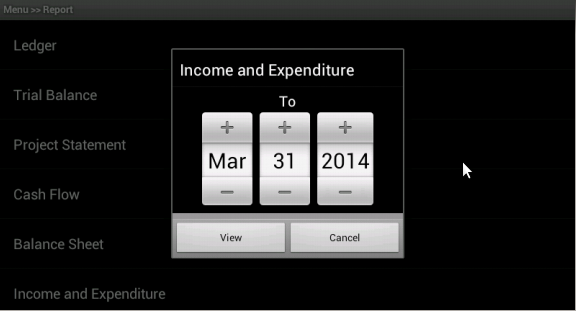 Menu >> Report
Ledger
Trial Balance
Project Statement
Cash Flow
Balance Sheet
Income and Expenditure
Income and Expenditure
To
+ + +
Mar 31 2014
− − −
View Cancel